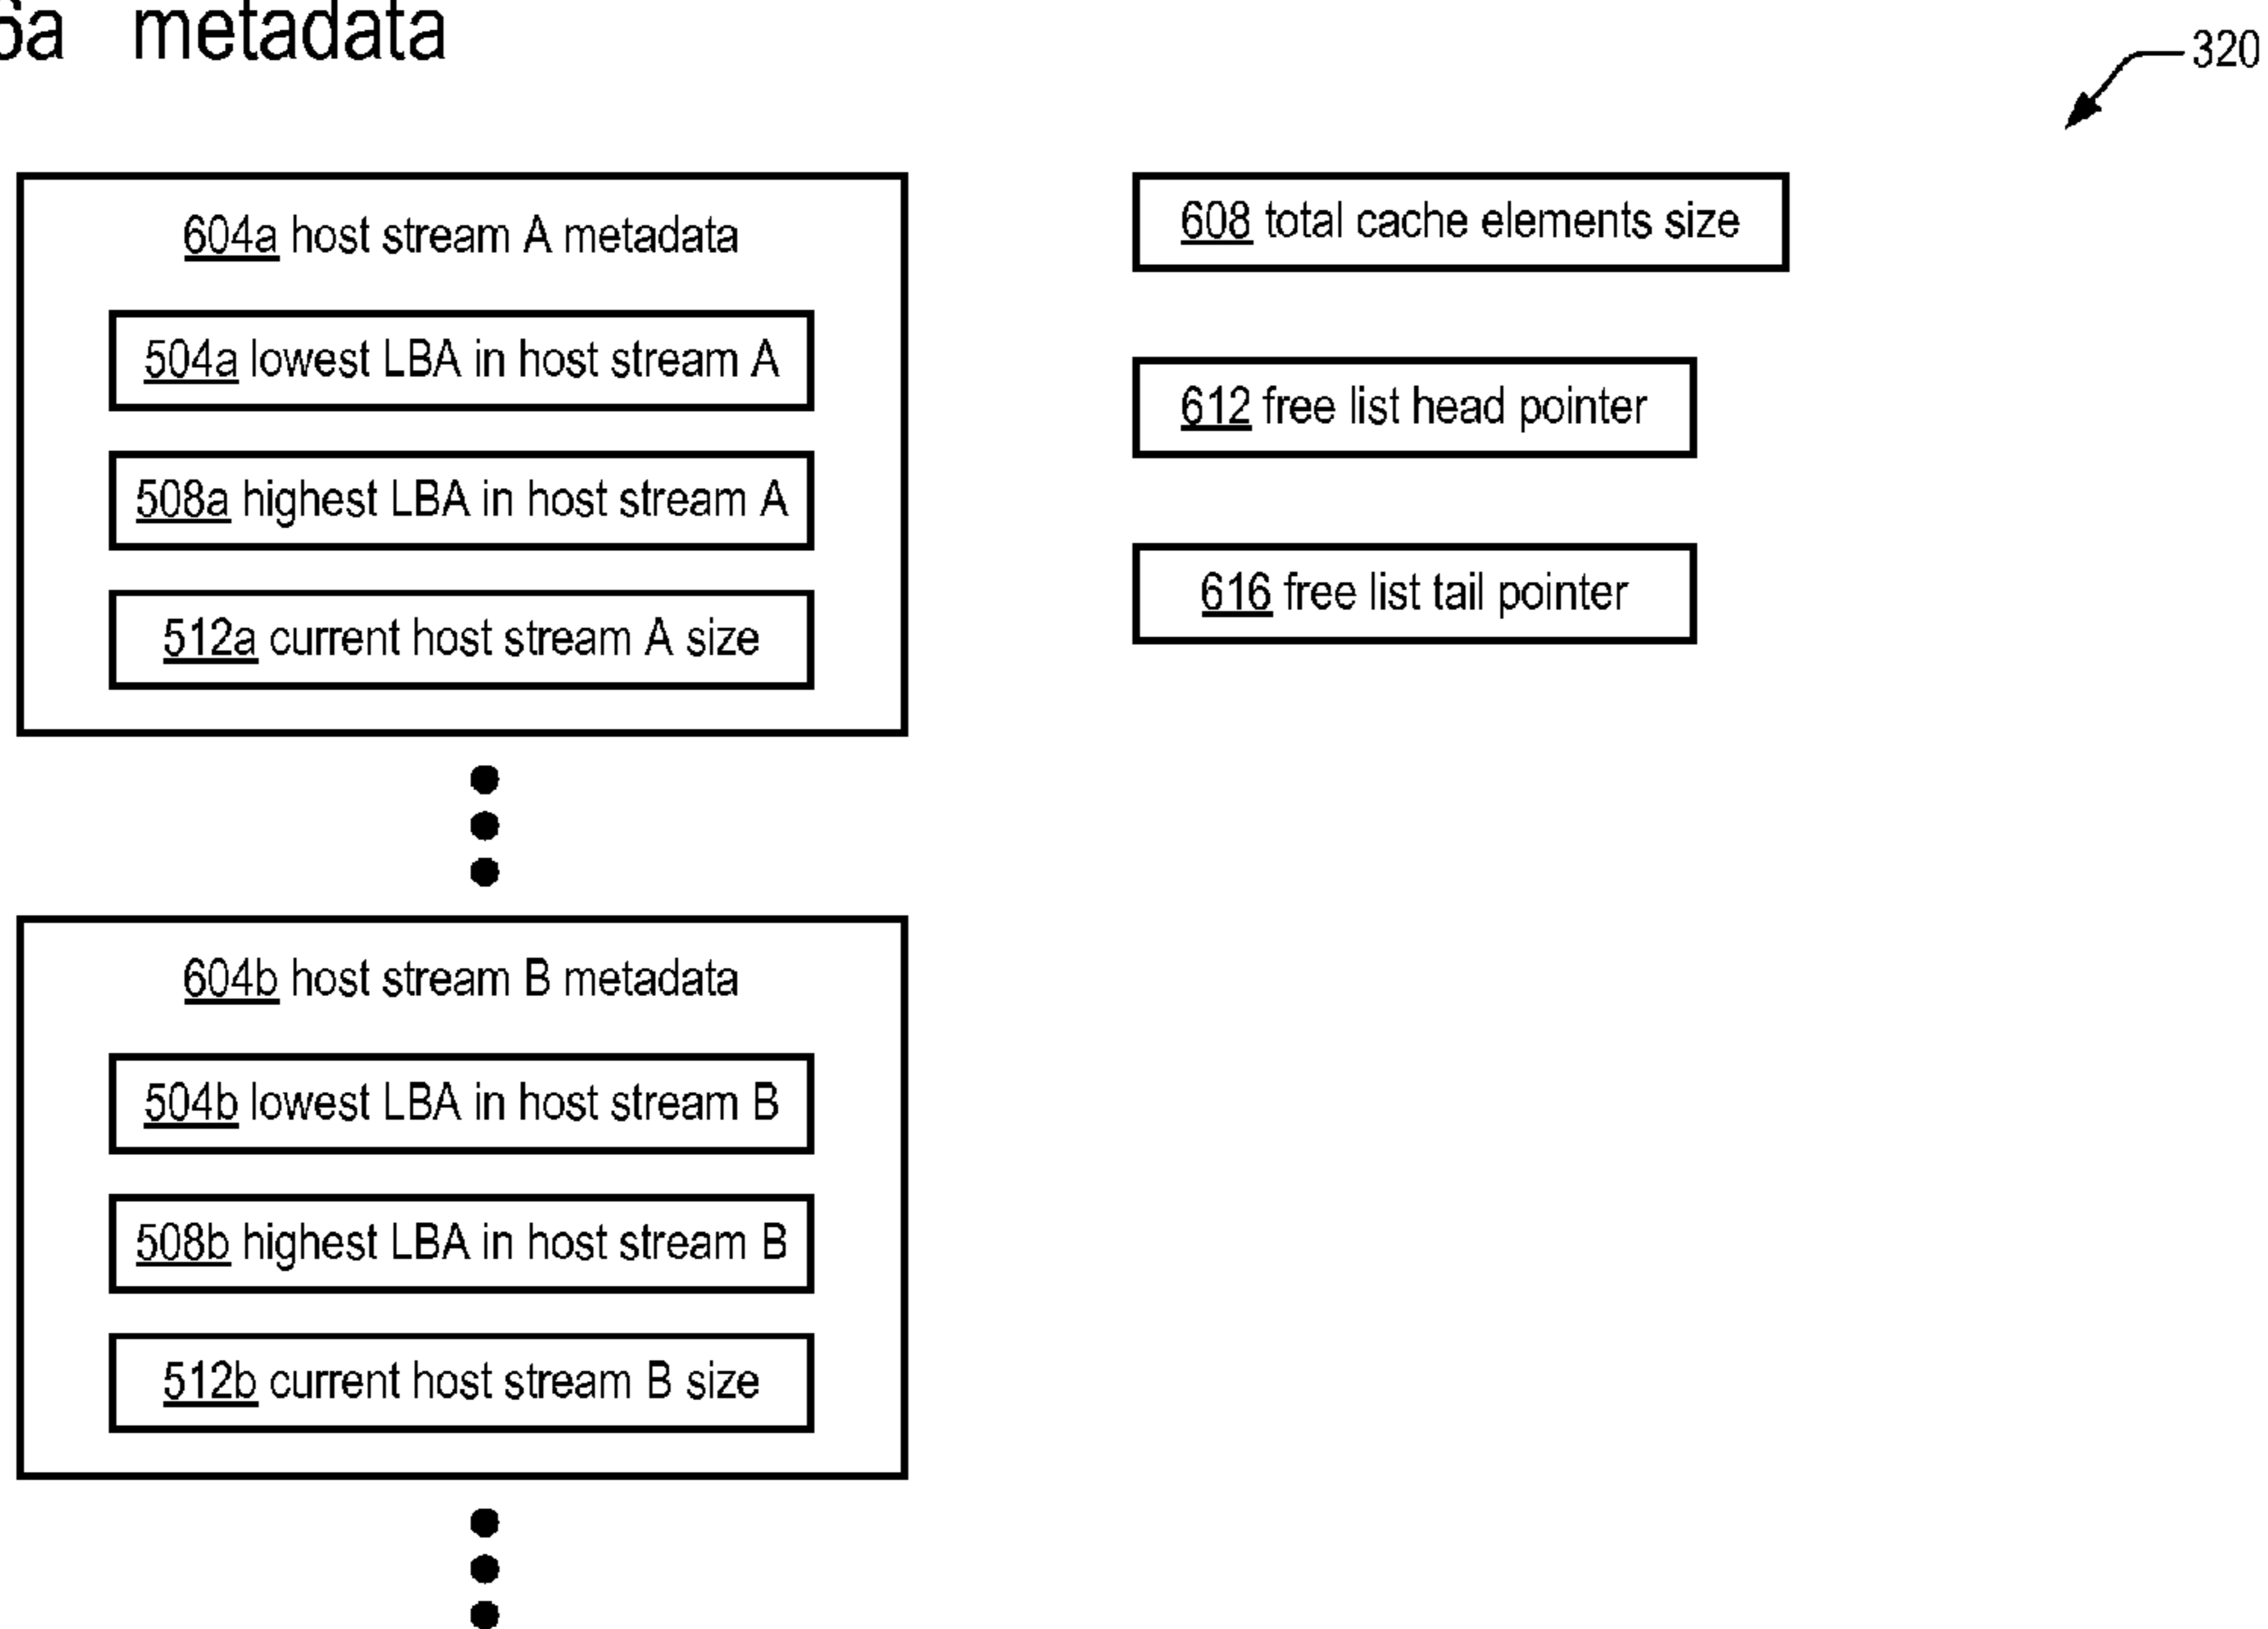 6a metadata
320
604a host stream A metadata
504a lowest LBA in host stream A
508a highest LBA in host stream A
512a current host stream A size
608 total cache elements size
612 free list head pointer
616 free list tail pointer
604b host stream B metadata
504b lowest LBA in host stream B
508b highest LBA in host stream B
512b current host stream B size